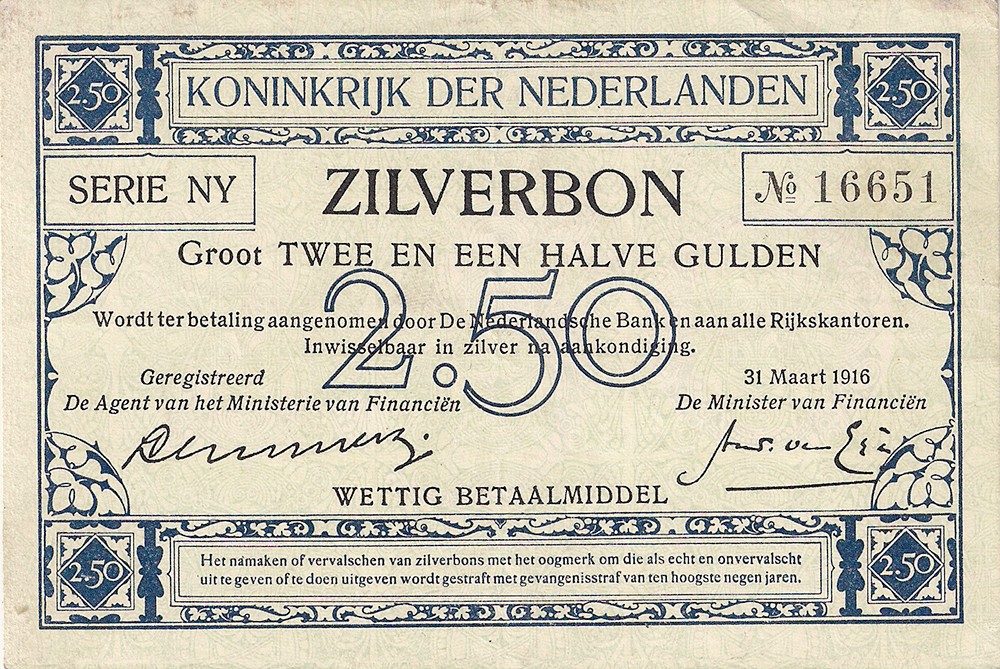 2.50 KONINKRIJK DER NEDERLANDEN 2.50
SERIE NY ZILVERBON № 16651
Groot TWEE EN EEN HALVE GULDEN
2.50
Wordt ter betaling aangenomen door De Nederlandsche Bank en aan alle Rijkskantoren.
Inwisselbaar in zilver na aankondiging.
Geregistreerd 31 Maart 1916
De Agent van het Ministerie van Financiën De Minister van Financiën
WETTIG BETAALMIDDEL
2.50 2.50
Het namaken of vervalschen van zilverbons met het oogmerk om die als echt en onvervalscht
uit te geven of te doen uitgeven wordt gestraft met gevangenisstraf van ten hoogste negen jaren.